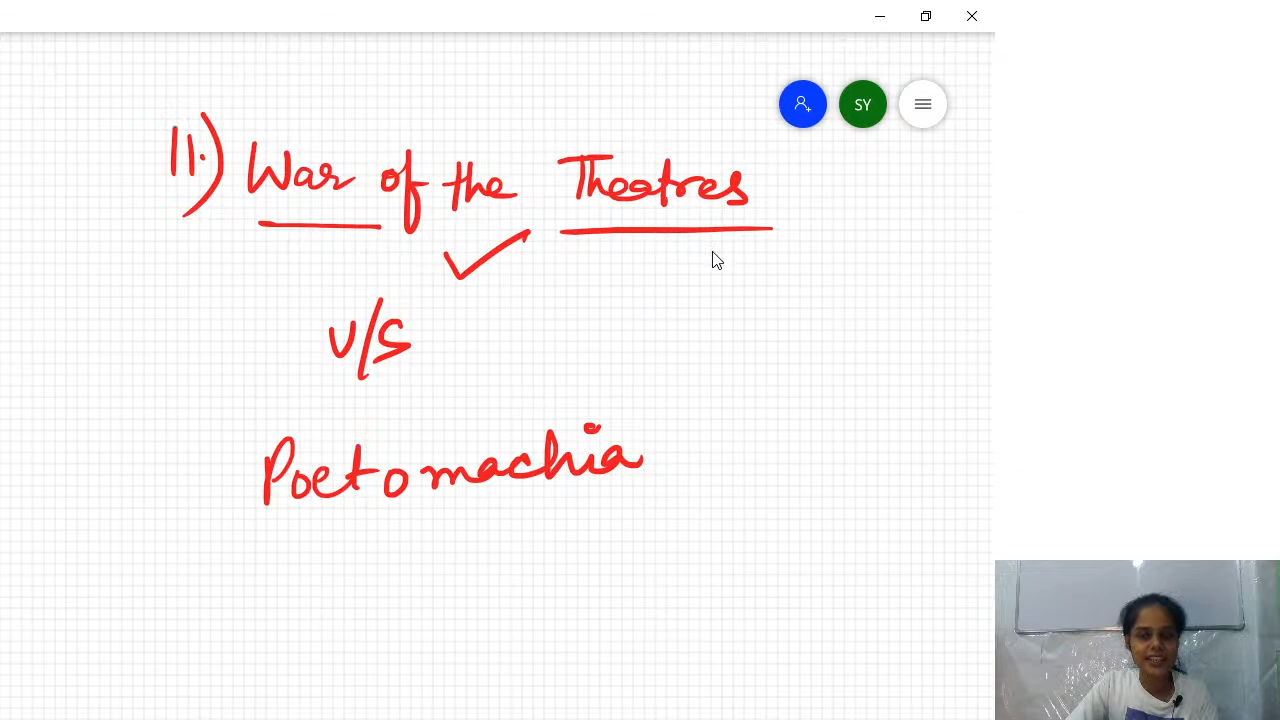 SY
11.) War of the Theatres
V/S
Poetomachia